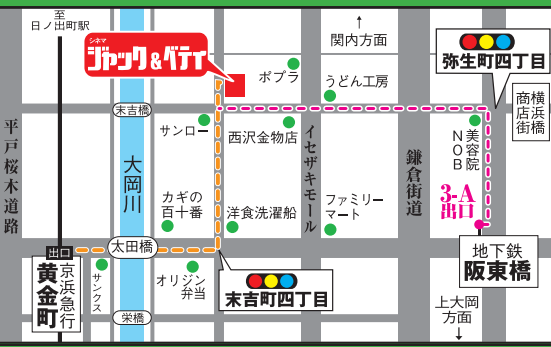 至
日ノ出町駅
シネマ
ジャック&ベティ
関内方面
弥生町四丁目
ポプラ
うどん工房
末吉橋
サンロー
西沢金物店
美容院
NOB
横浜橋
商店街
平戸桜木道路
大岡川
イセザキモール
鎌倉街道
3-A
出口
カギの
百十番
洋食洗濯船
ファミリー
マート
出口
太田橋
地下鉄
阪東橋
京浜急行
黄金町
サンクス
オリジン
弁当
末吉町四丁目
上大岡
方面
栄橋